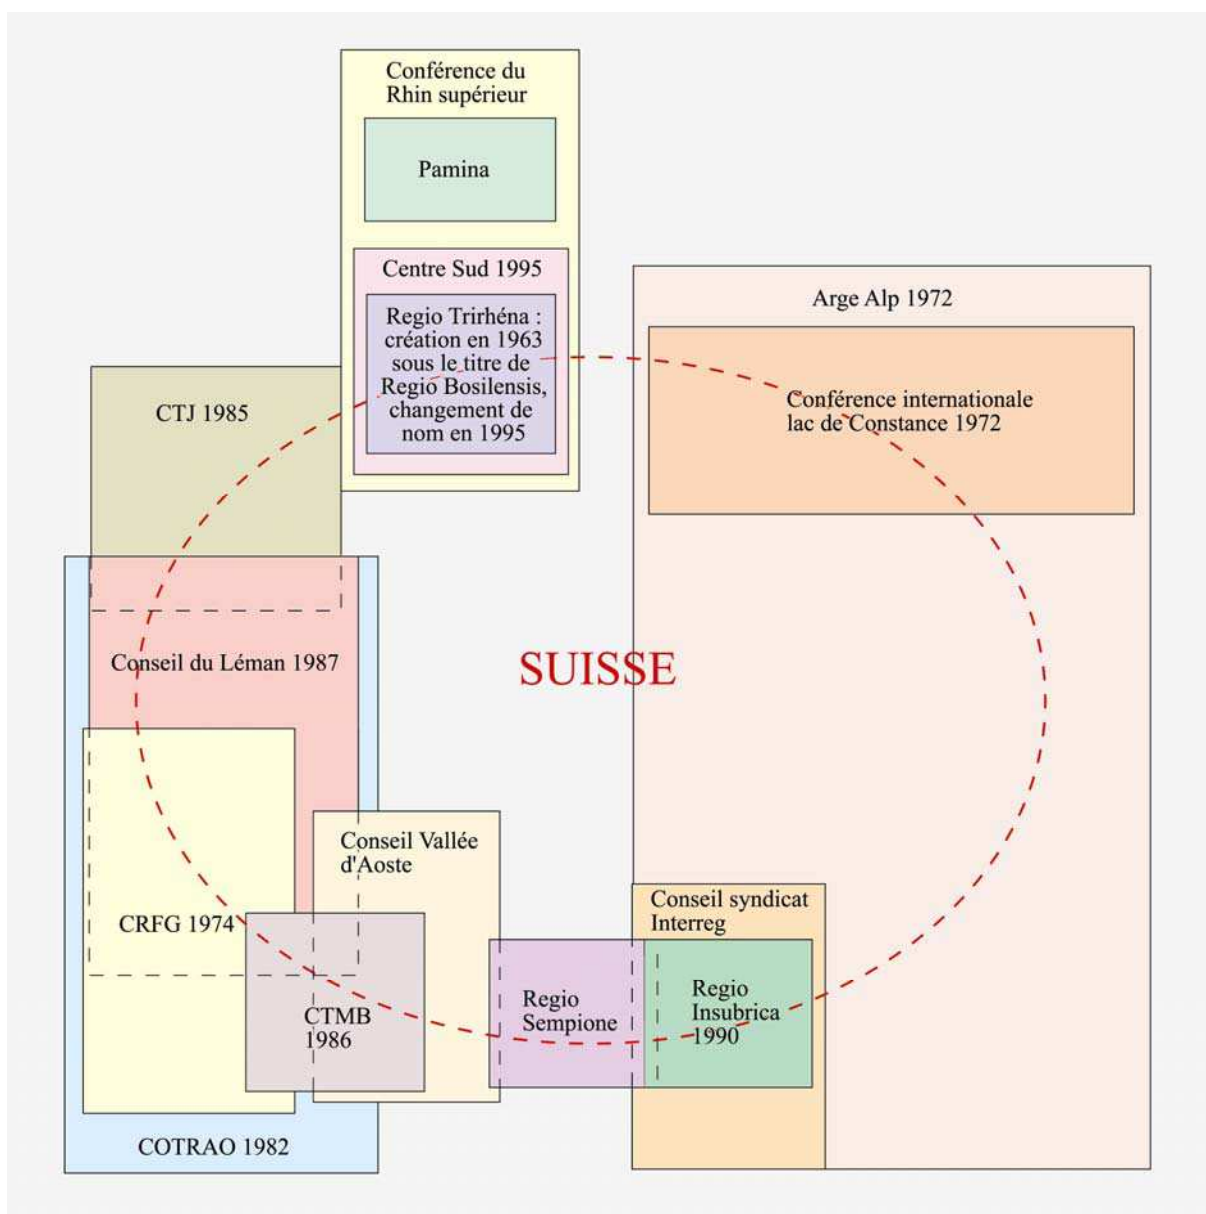 Conférence du
Rhin supérieur
Pamina
Centre Sud 1995
Regio Trirhéna :
création en 1963
sous le titre de
Regio Bosilensis,
changement de
nom en 1995
Arge Alp 1972
Conférence internationale
lac de Constance 1972
CTJ 1985
Conseil du Léman 1987
SUISSE
Conseil Vallée
d'Aoste
CRFG 1974
CTMB
1986
COTRAO 1982
Conseil syndicat
Interreg
Regio
Sempione
Regio
Insubrica
1990